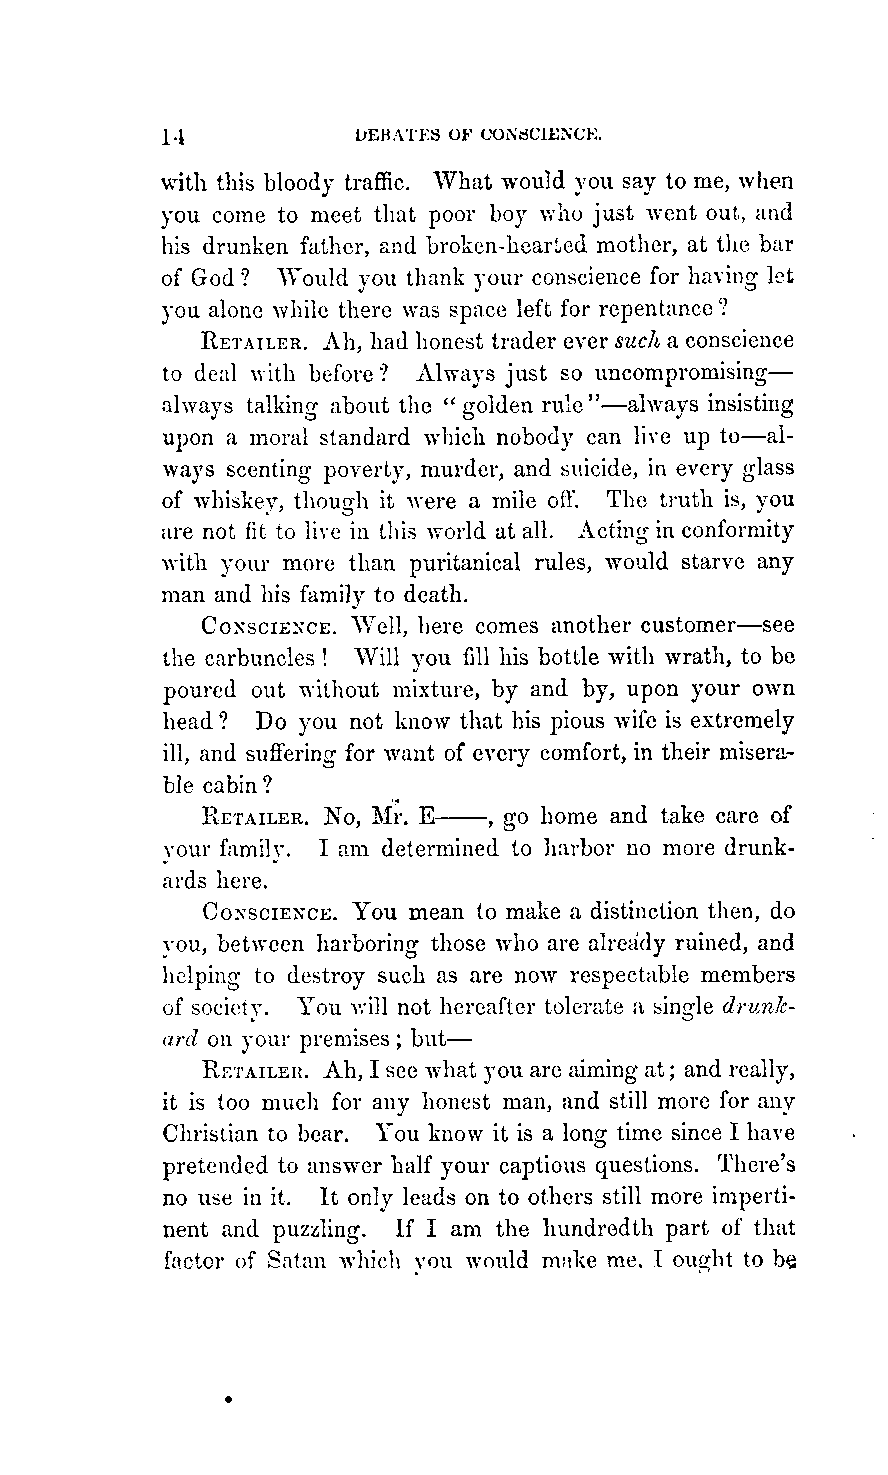 14 DEBATES OF CONSCIENCE.
with this bloody traffic. What would you say to me, when
you come to meet that poor boy who just went out, and
his drunken father, and broken-hearted mother, at the bar
of God? Would you thank your conscience for having let
you alone while there was space left for repentance?
RETAILER. Ah, had honest trader ever such a conscience
to deal with before? Always just so uncompromising—
always talking about the "golden rule"—always insisting
upon a moral standard which nobody can live up to—al-
ways scenting poverty, murder, and suicide, in every glass
of whiskey, though it were a mile off. The truth is, you
are not fit to live in this world at all. Acting in conformity
with your more than puritanical rules, would starve any
man and his family to death.
CONSCIENCE. Well, here comes another customer—see
the carbuncles! Will you fill his bottle with wrath, to be
poured out without mixture, by and by, upon your own
head? Do you not know that his pious wife is extremely
ill, and suffering for want of every comfort, in their misera-
ble cabin?
RETAILER. No, Mr. E——, go home and take care of
your family. I am determined to harbor no more drunk-
ards here.
CONSCIENCE. You mean to make a distinction then, do
you, between harboring those who are already ruined, and
helping to destroy such as are now respectable members
of society. You will not hereafter tolerate a single drunk-
ard on your premises; but—
RETAILER. Ah, I see what you are aiming at; and really,
it is too much for any honest man, and still more for any
Christian to bear. You know it is a long time since I have
pretended to answer half your captious questions. There's
no use in it. It only leads on to others still more imperti-
nent and puzzling. If I am the hundredth part of that
factor of Satan which you would make me, I ought to be